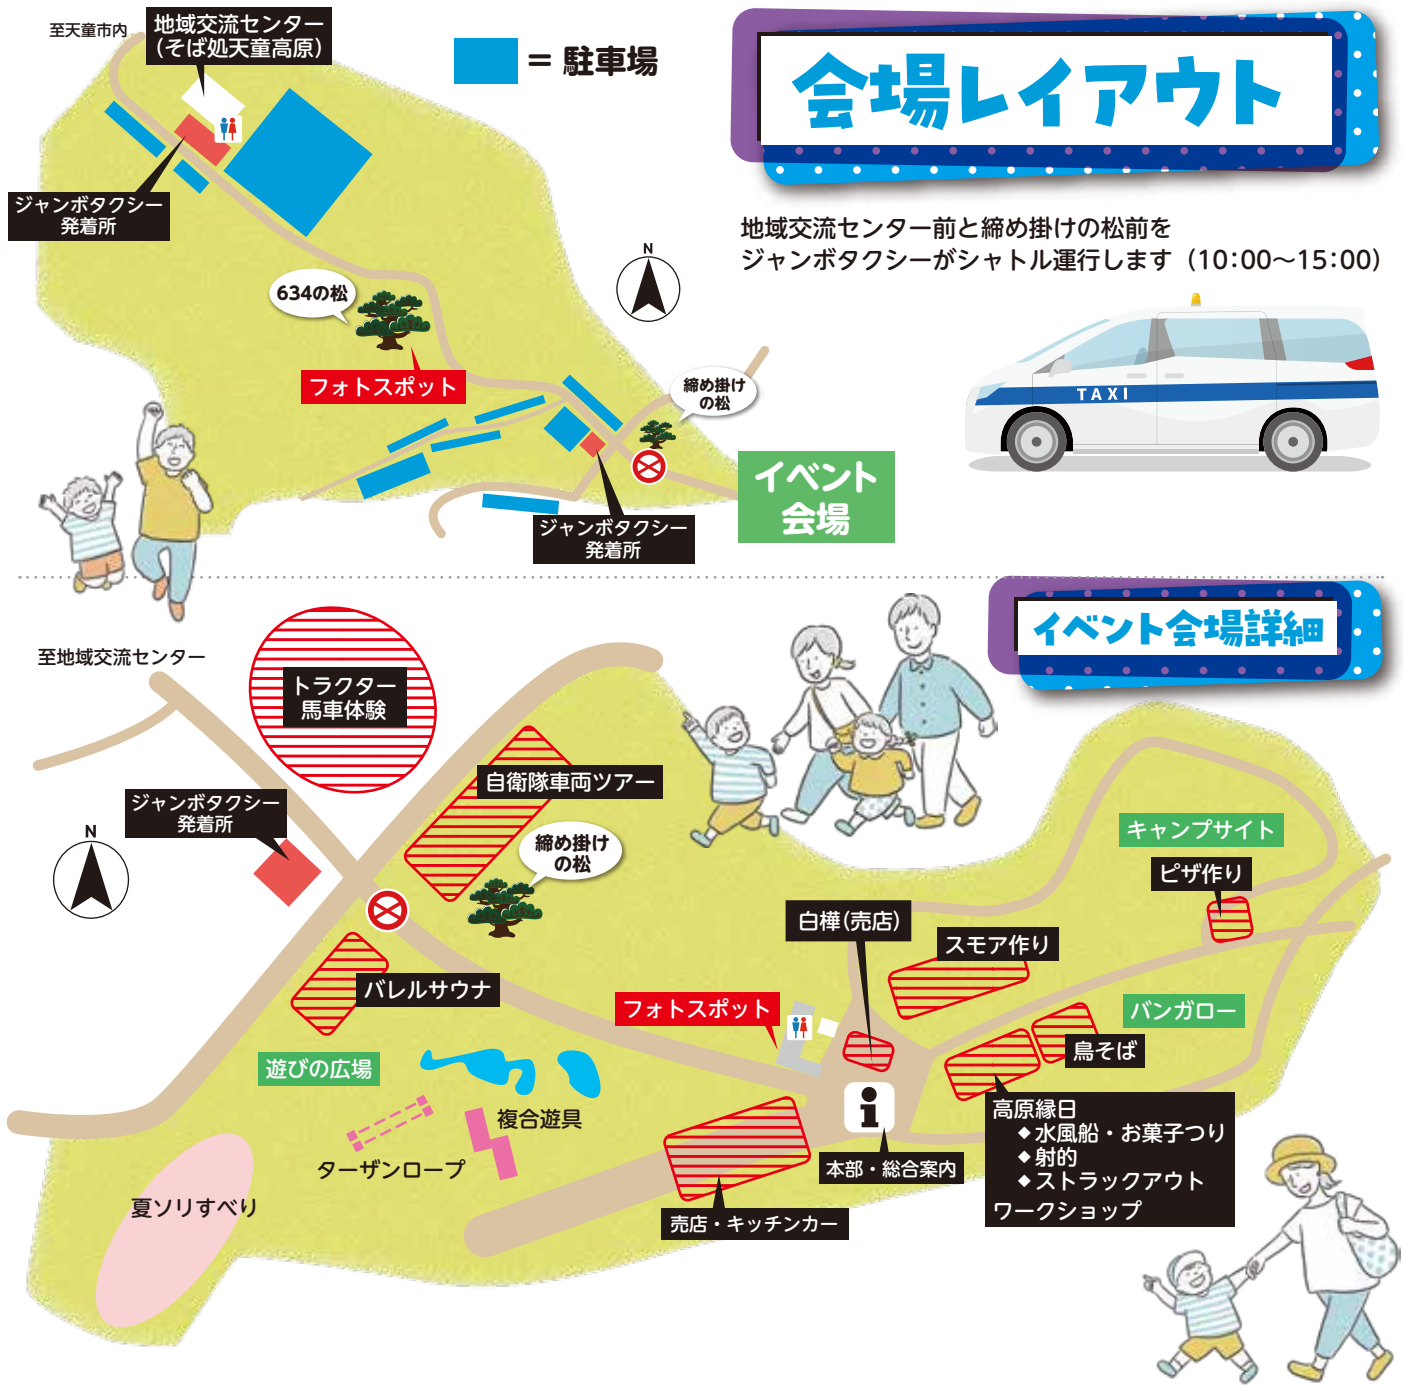 至天童市内
地域交流センター
（そば処天童高原）
＝ 駐車場
会場レイアウト
ジャンボタクシー
発着所
地域交流センター前と締め掛けの松前を
ジャンボタクシーがシャトル運行します（10：00〜15：00）
N
634の松
フォトスポット
締め掛け
の松
TAXI
イベント
会場
ジャンボタクシー
発着所
イベント会場詳細
至地域交流センター
トラクター
馬車体験
自衛隊車両ツアー
ジャンボタクシー
発着所
N
締め掛け
の松
キャンプサイト
ピザ作り
白樺（売店）
スモア作り
バレルサウナ
フォトスポット
バンガロー
鳥そば
遊びの広場
複合遊具
ターザンロープ
本部・総合案内
高原縁日
◆水風船・お菓子つり
◆射的
◆ストラックアウト
ワークショップ
夏ソリすべり
売店・キッチンカー